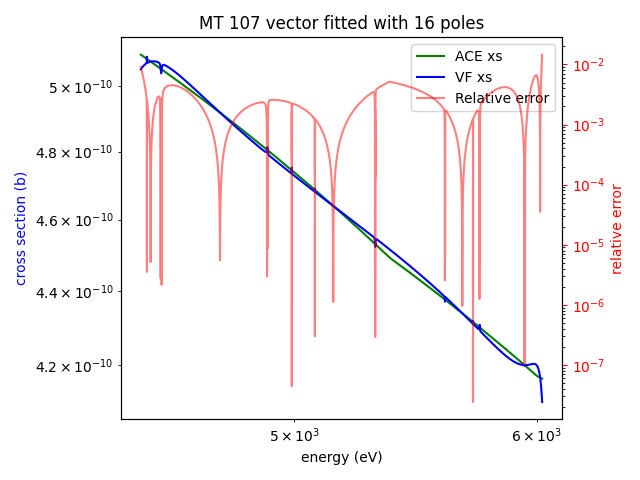 MT 107 vector fitted with 16 poles
ACE xs
VF xs
Relative error
5 × 10⁻¹⁰
4.8 × 10⁻¹⁰
4.6 × 10⁻¹⁰
4.4 × 10⁻¹⁰
4.2 × 10⁻¹⁰
cross section (b)
10⁻²
10⁻³
10⁻⁴
10⁻⁵
10⁻⁶
10⁻⁷
relative error
5 × 10³
6 × 10³
energy (eV)